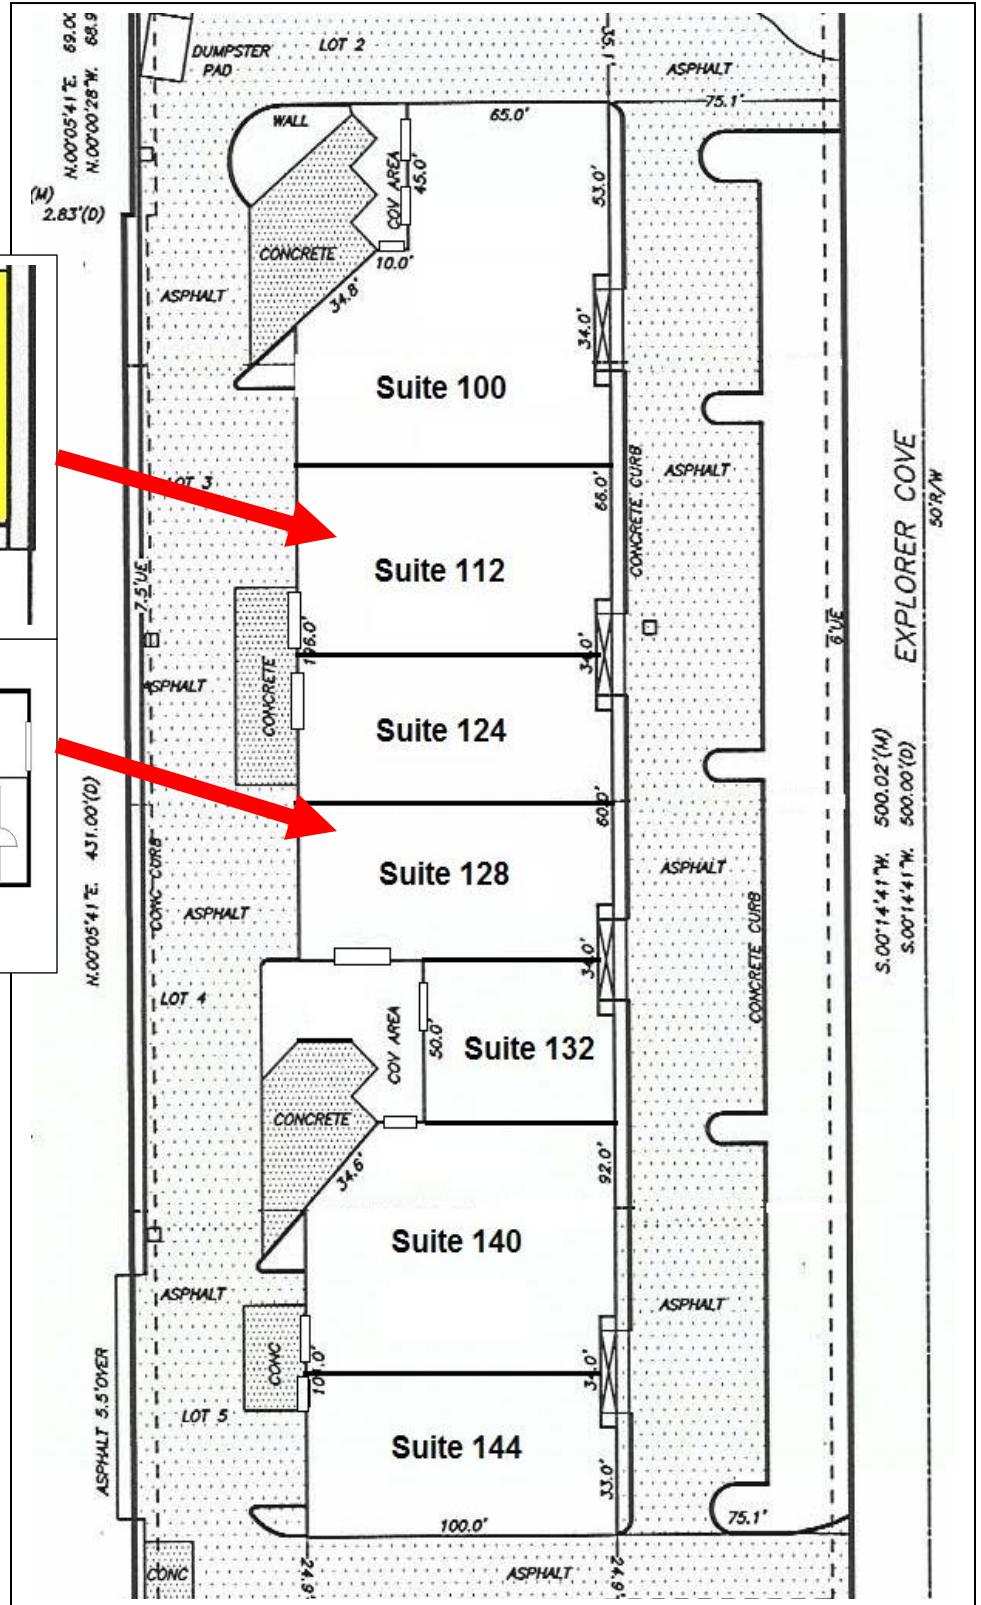 N.00°05'41"E. 69.00
N.00°00'28"W. 68.9
(M)
2.83'(D)
DUMPSTER
PAD
LOT 2
35.1'
ASPHALT
75.1'
65.0'
WALL
COV AREA
45.0'
53.0'
CONCRETE
10.0'
34.8'
ASPHALT
34.0'
Suite 100
LOT 3
66.0'
CONCRETE CURB
ASPHALT
EXPLORER COVE
50'R/W
7.5'UE
Suite 112
196.0'
34.0'
6'UE
ASPHALT
CONCRETE
Suite 124
60.0'
S.00°14'41"W. 500.02'(M)
S.00°14'41"W. 500.00'(D)
N.00°05'41"E. 431.00'(D)
CONC CURB
Suite 128
ASPHALT
ASPHALT
CONCRETE CURB
34.0'
LOT 4
COV AREA
50.0'
Suite 132
CONCRETE
34.6'
92.0'
Suite 140
ASPHALT
ASPHALT
CONC
34.0'
ASPHALT 5.5'OVER
LOT 5
Suite 144
33.0'
100.0'
75.1'
CONC
24.9'
ASPHALT
24.9'